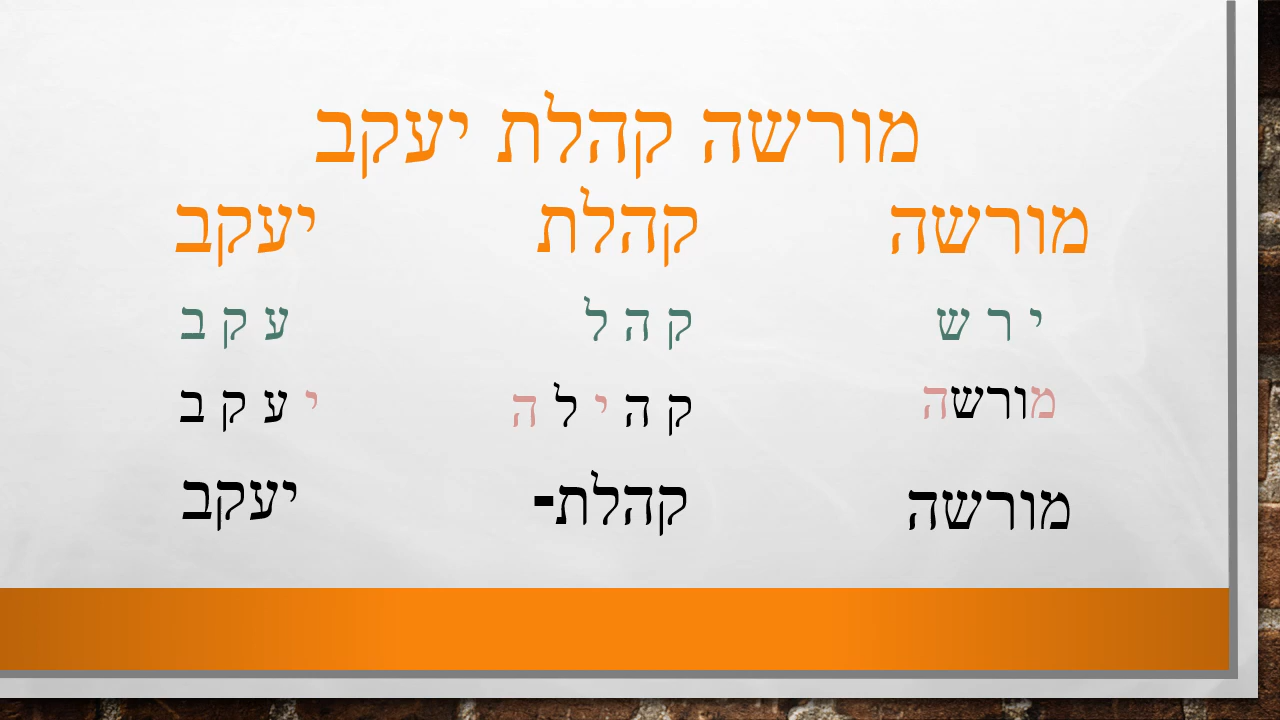 מורשה קהלת יעקב
מורשה קהלת יעקב
י ר ש ק ה ל ע ק ב
מורשה ק ה י ל ה י ע ק ב
מורשה קהלת- יעקב